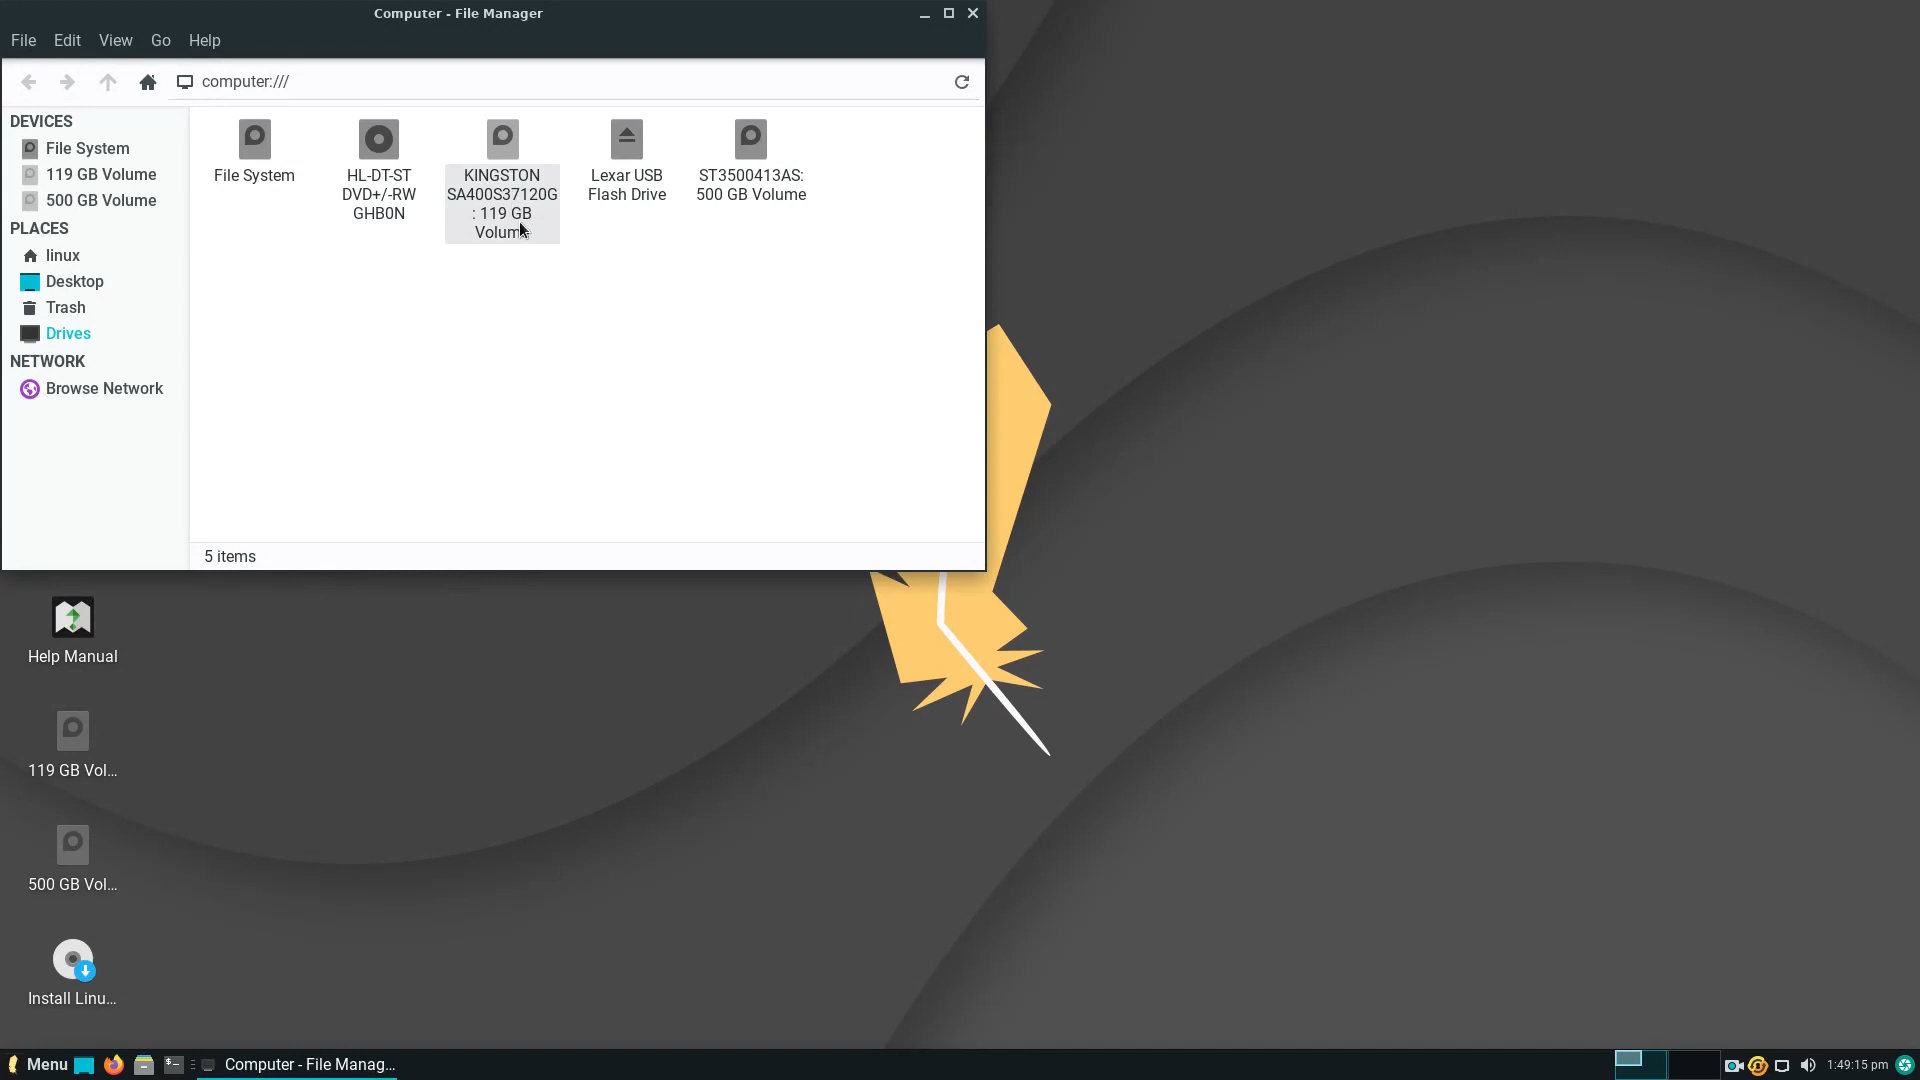 Computer - File Manager
File Edit View Go Help
computer:///
DEVICES
File System
119 GB Volume
500 GB Volume
PLACES
linux
Desktop
Trash
Drives
NETWORK
Browse Network
File System
HL-DT-ST
DVD+/-RW
GHB0N
KINGSTON
SA400S37120G
: 119 GB
Volume
Lexar USB
Flash Drive
ST3500413AS:
500 GB Volume
5 items
Help Manual
119 GB Vol...
500 GB Vol...
Install Linu...
Menu
Computer - File Manag...
1:49:15 pm